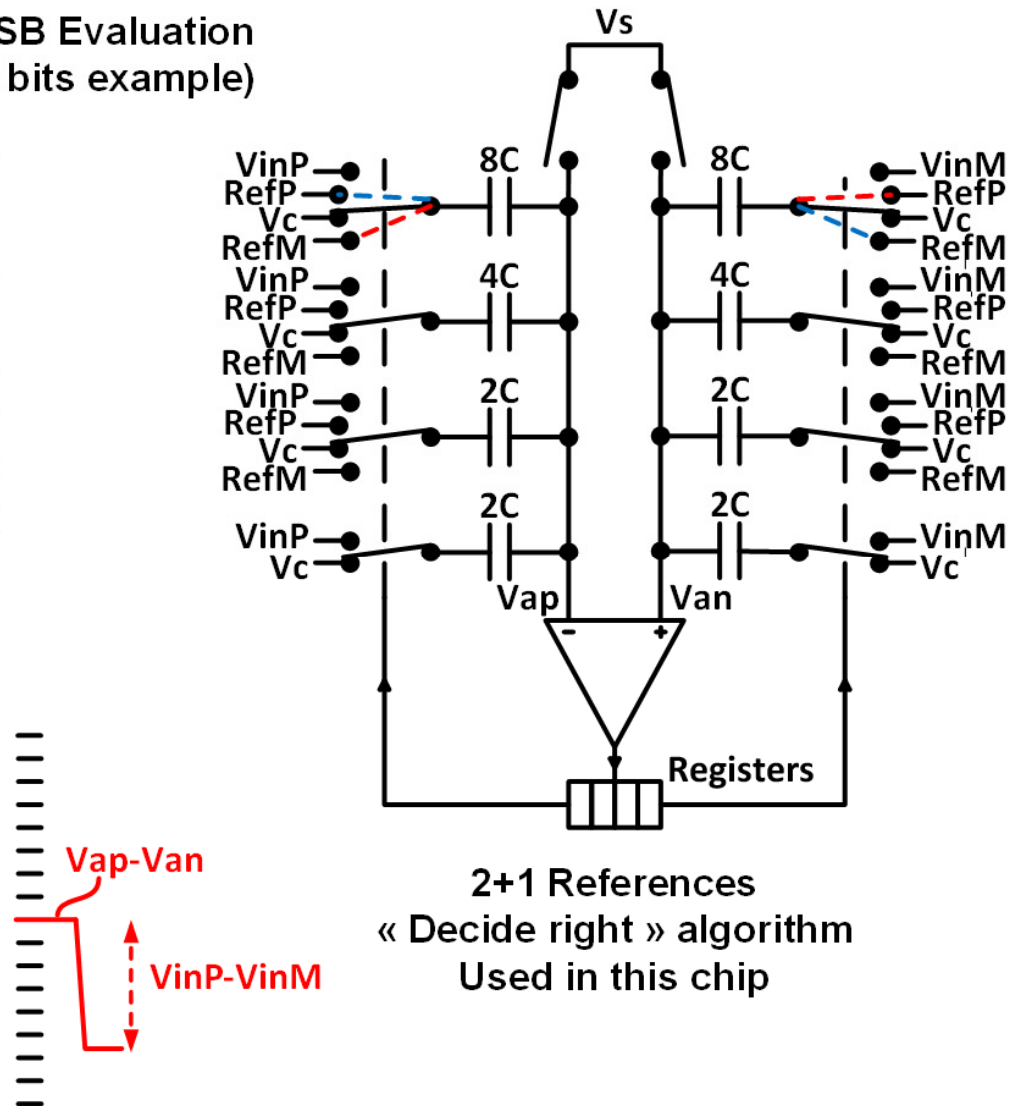 SB Evaluation
bits example)
Vs
VinP
RefP
Vc
RefM
8C
8C
VinM
RefP
Vc
RefM
VinP
RefP
Vc
RefM
4C
4C
VinM
RefP
Vc
RefM
VinP
RefP
Vc
RefM
2C
2C
VinM
RefP
Vc
RefM
VinP
Vc
2C
2C
VinM
Vc
Vap
Van
-
+
Registers
Vap-Van
VinP-VinM
2+1 References
« Decide right » algorithm
Used in this chip